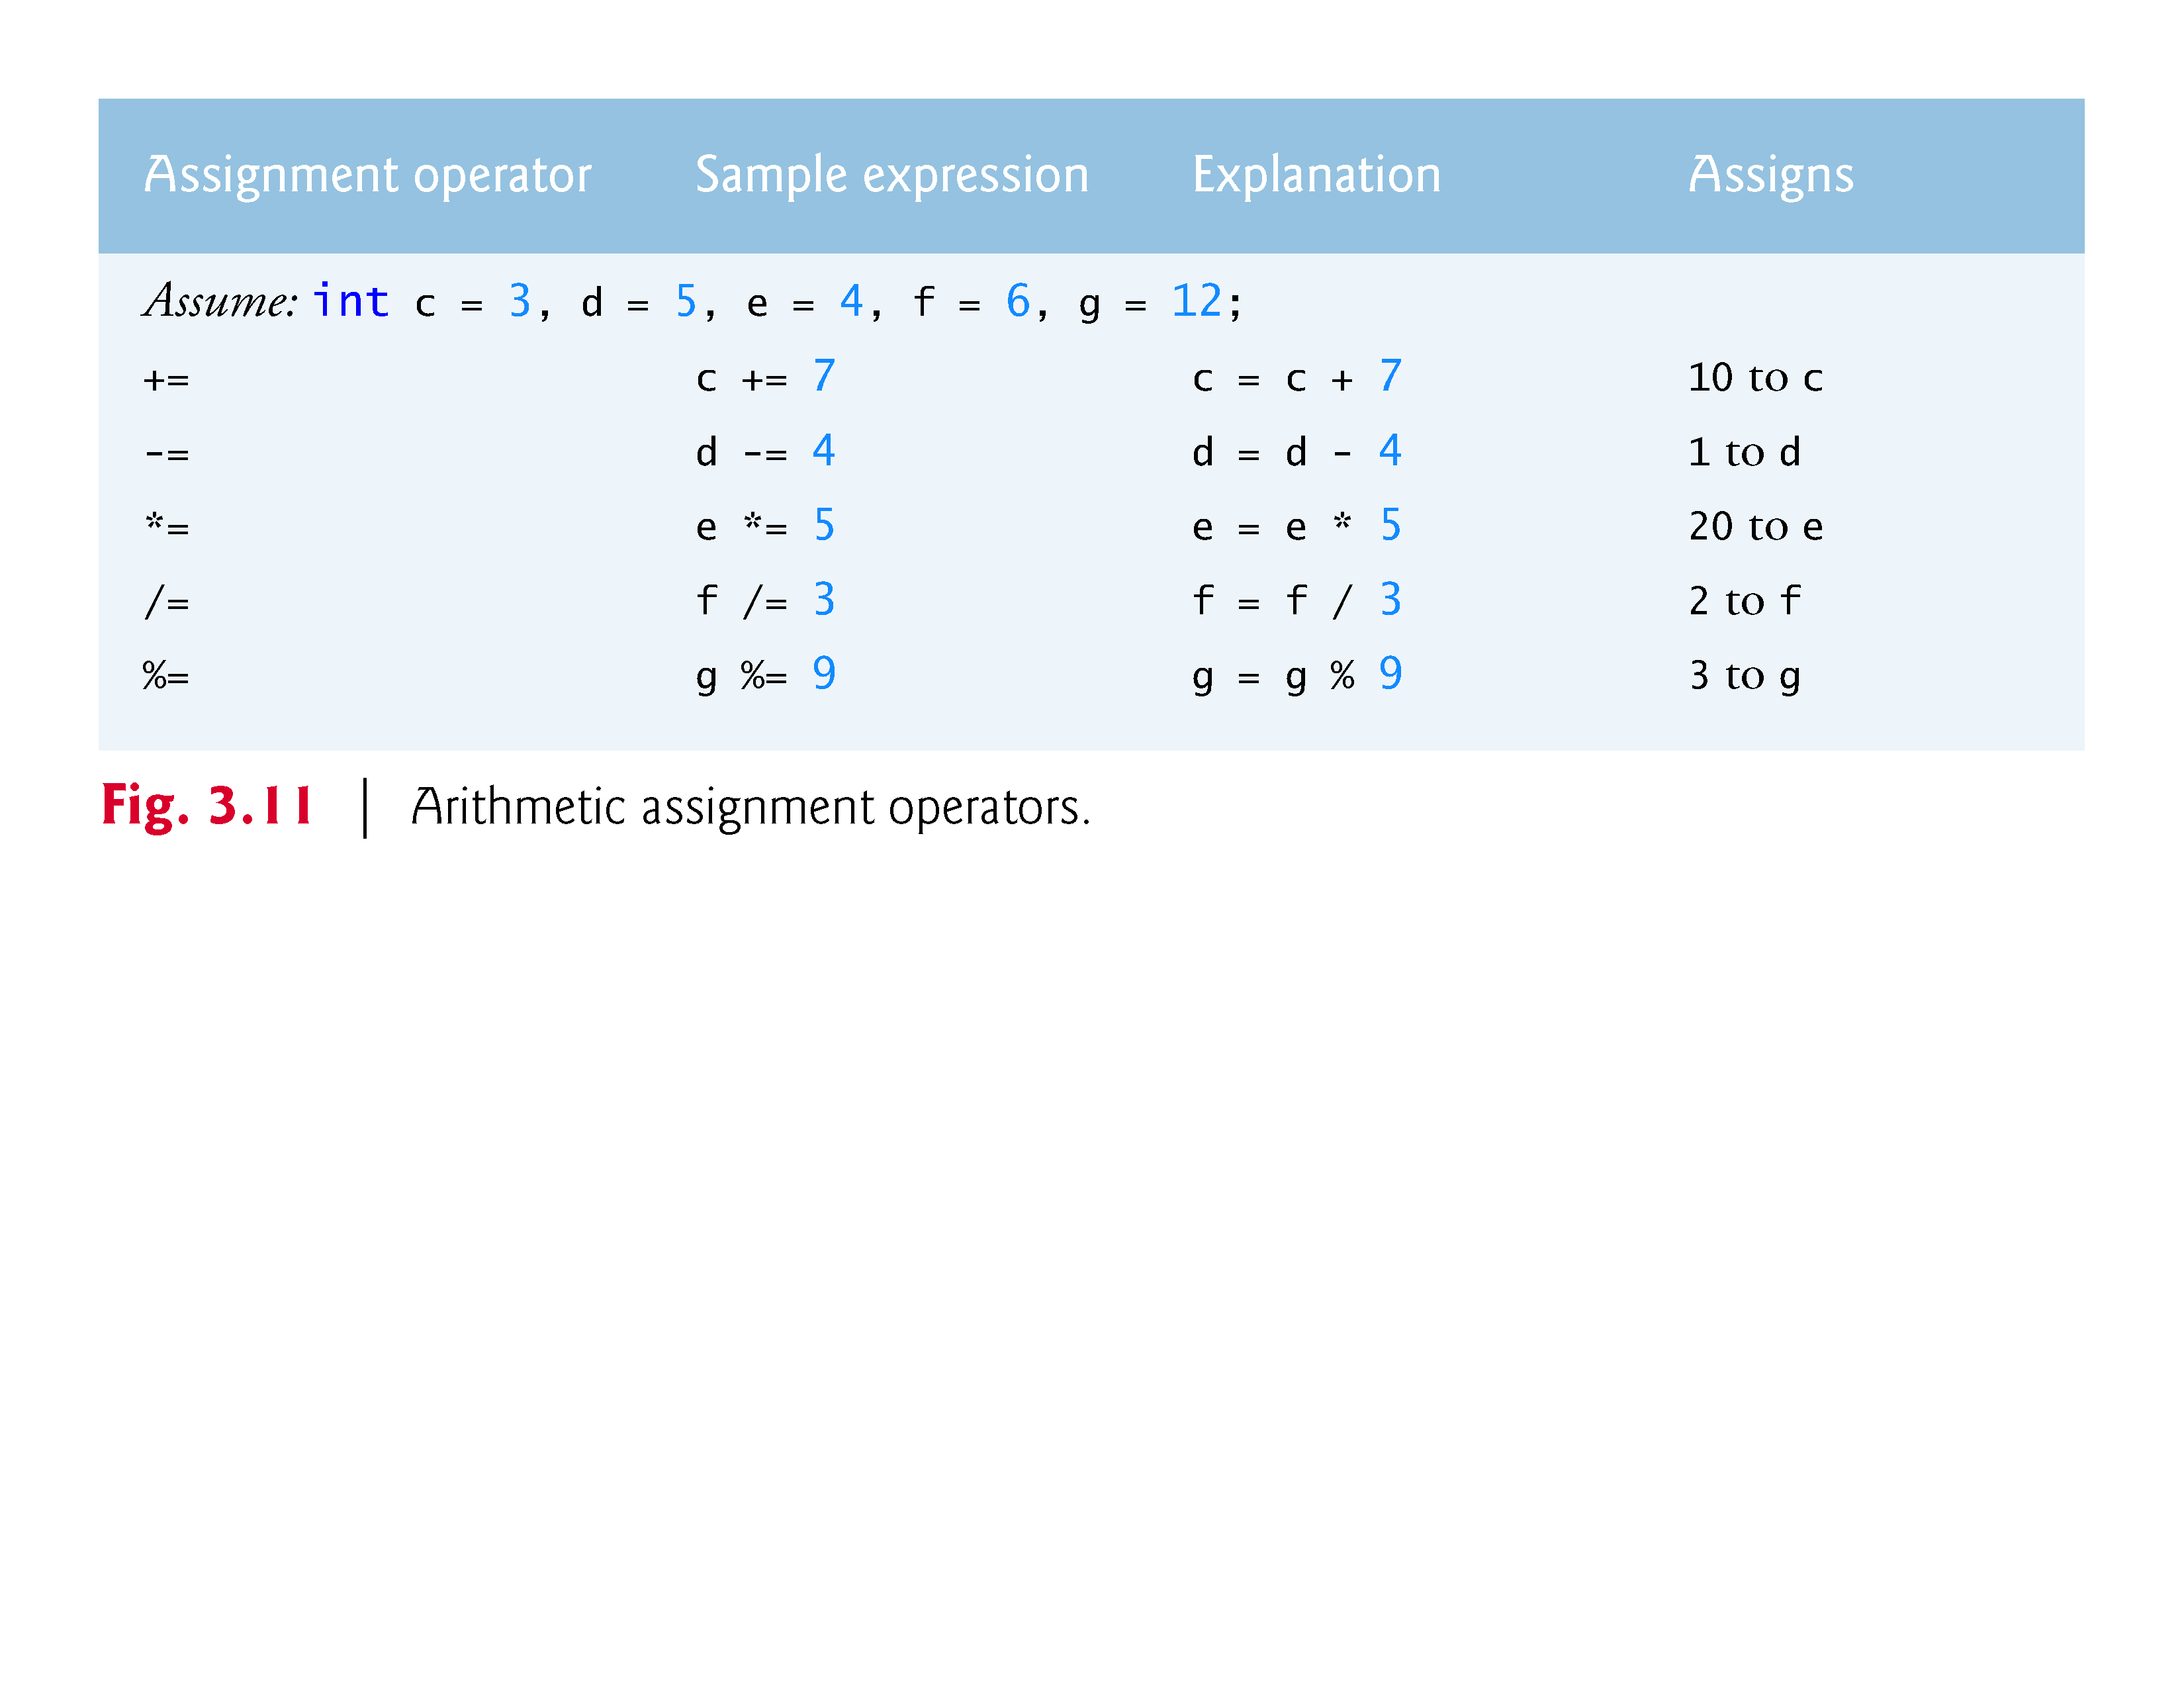 Assignment operator Sample expression Explanation Assigns
Assume: int c = 3, d = 5, e = 4, f = 6, g = 12;
+= c += 7 c = c + 7 10 to c
-= d -= 4 d = d - 4 1 to d
*= e *= 5 e = e * 5 20 to e
/= f /= 3 f = f / 3 2 to f
%= g %= 9 g = g % 9 3 to g
Fig. 3.11 | Arithmetic assignment operators.